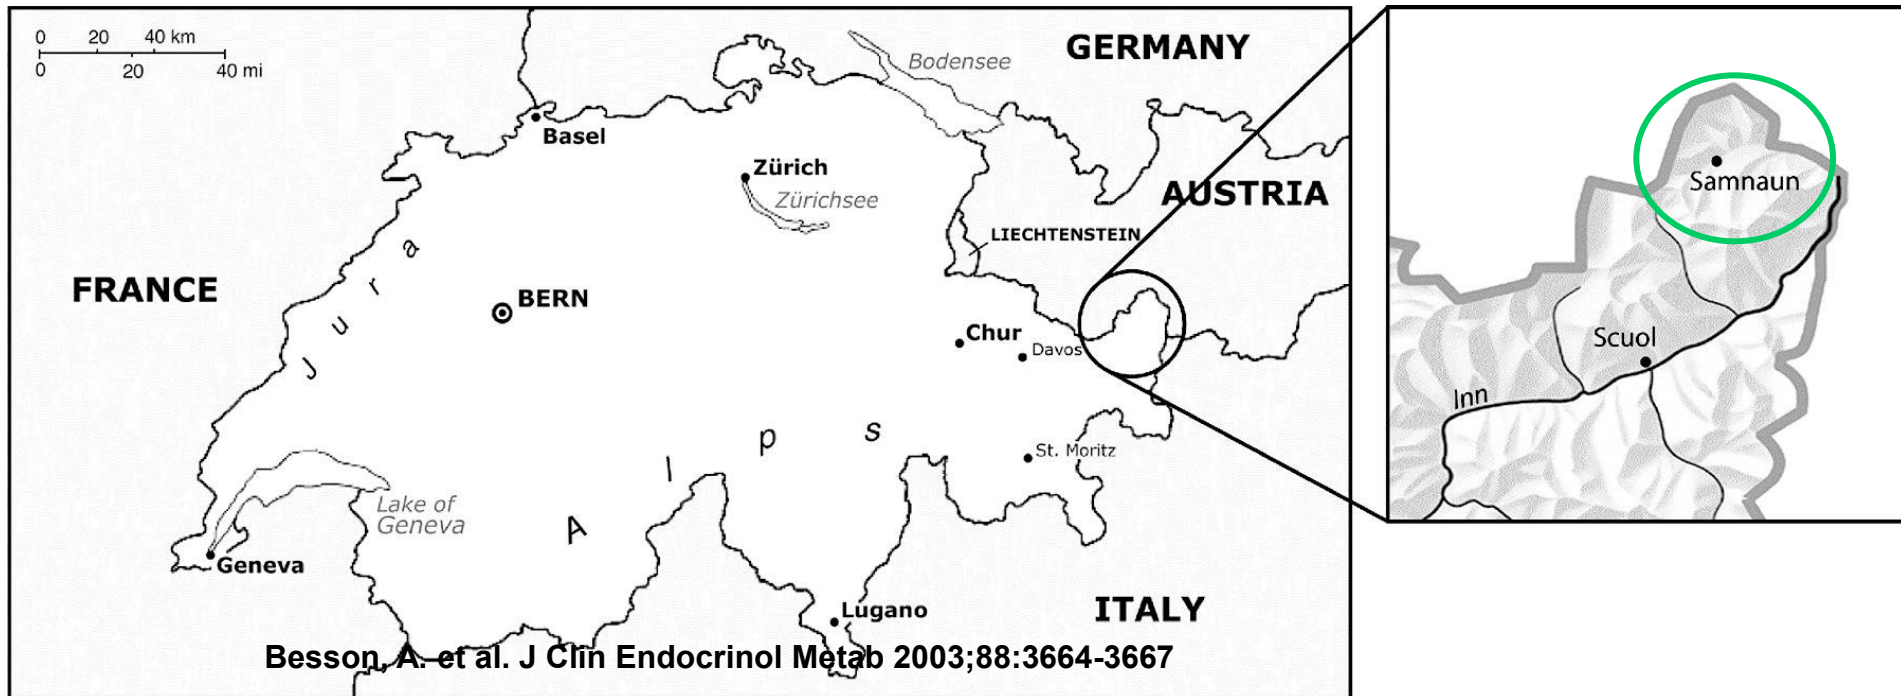 0 20 40 km
0 20 40 mi
GERMANY
Bodensee
Basel
Zürich
Zürichsee
AUSTRIA
LIECHTENSTEIN
FRANCE
Jura
BERN
Chur
Davos
Alps
St. Moritz
Lake of
Geneva
Geneva
Lugano
ITALY
Besson, A. et al. J Clin Endocrinol Metab 2003;88:3664-3667
Samnaun
Scuol
Inn